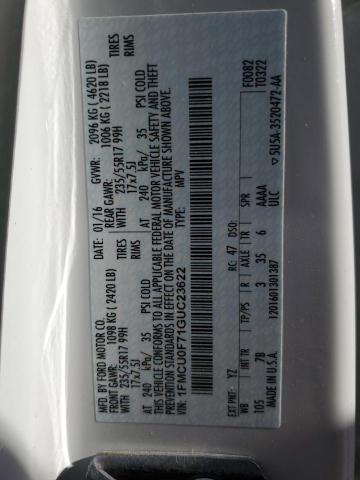 MFD. BY FORD MOTOR CO.
DATE: 01/16 GVWR: 2096 KG ( 4620 LB)
FRONT GAWR: 1098 KG (2420 LB) REAR GAWR: 1006 KG ( 2218 LB)
WITH 235/55R17 99H TIRES WITH 235/55R17 99H TIRES
17x7.5J RIMS 17x7.5J RIMS
AT 240 kPa/ 35 PSI COLD AT 240 kPa/ 35 PSI COLD
THIS VEHICLE CONFORMS TO ALL APPLICABLE FEDERAL MOTOR VEHICLE SAFETY AND THEFT
PREVENTION STANDARDS IN EFFECT ON THE DATE OF MANUFACTURE SHOWN ABOVE.
VIN: 1FMCU0F71GUC23622
TYPE: MPV
F0082
T0322
EXT PNT: YZ RC: 47 DSO:
WB INT TR TP/PS R AXLE TR SPR
105 7B 3 35 6 AAAA
MADE IN U.S.A. ULC
1201601301387
5U5A-3520472-AA